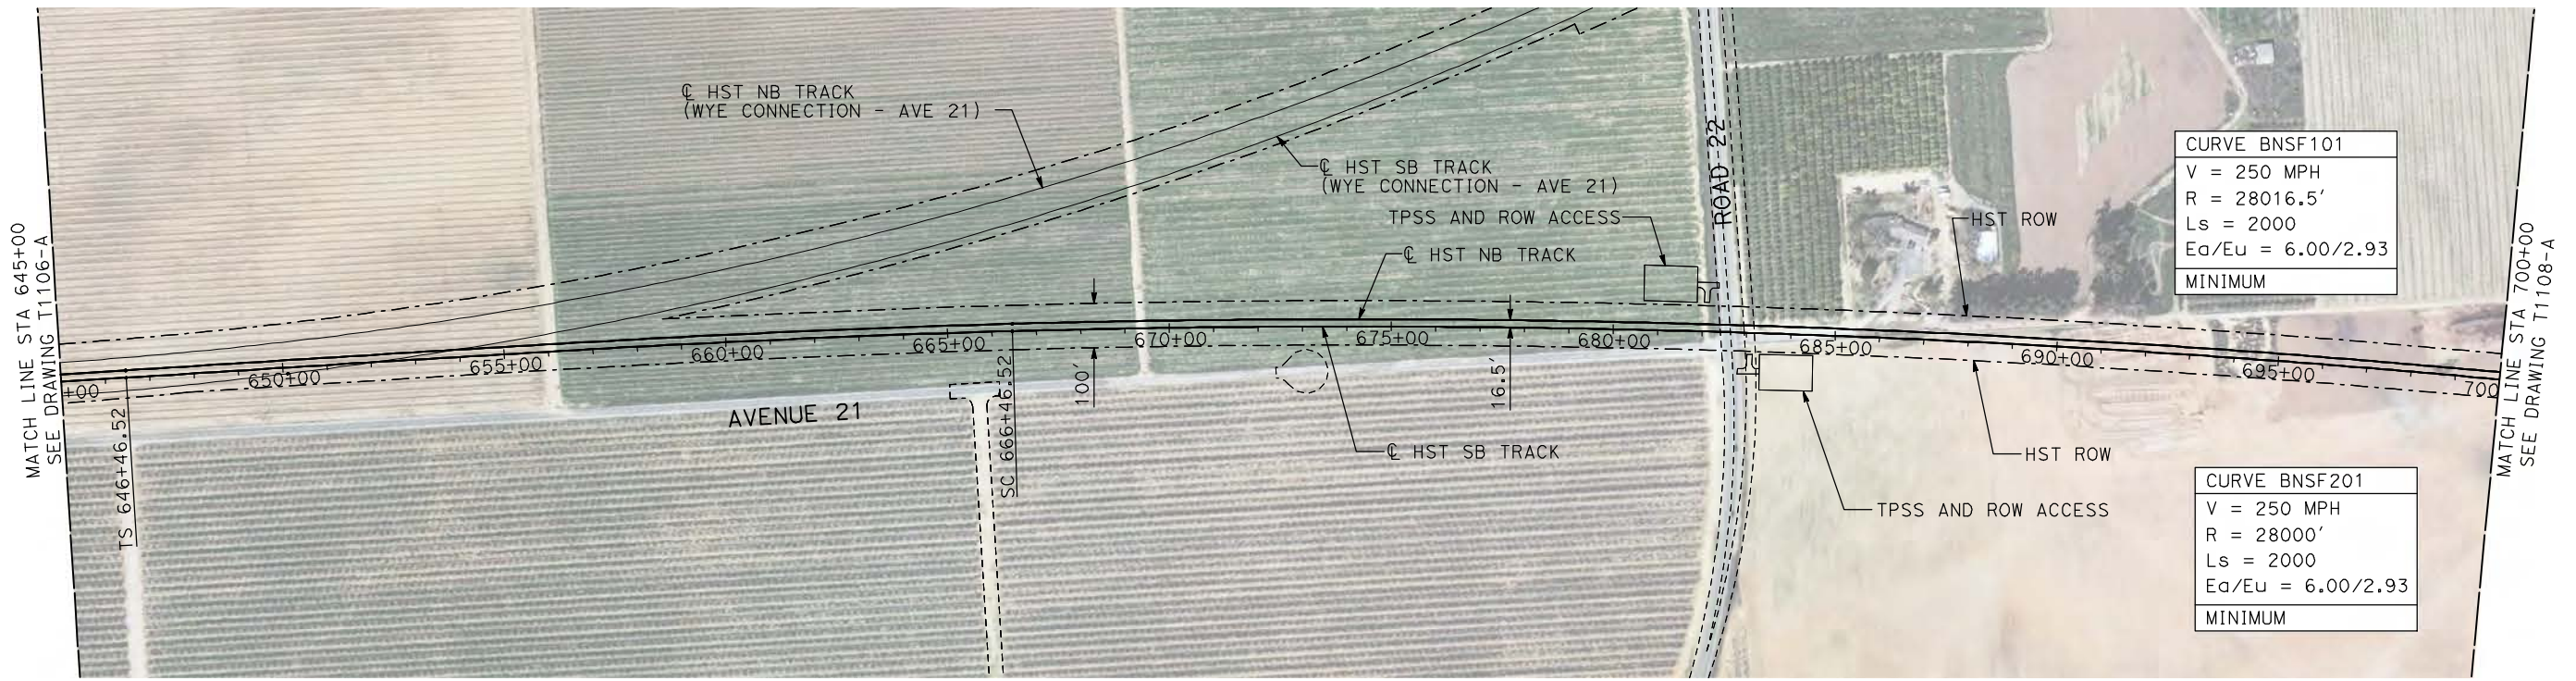 MATCH LINE STA 645+00
SEE DRAWING T1106-A
℄ HST NB TRACK
(WYE CONNECTION - AVE 21)
℄ HST SB TRACK
(WYE CONNECTION - AVE 21)
TPSS AND ROW ACCESS
℄ HST NB TRACK
ROAD 22
HST ROW
CURVE BNSF101
V = 250 MPH
R = 28016.5'
Ls = 2000
Ea/Eu = 6.00/2.93
MINIMUM
MATCH LINE STA 700+00
SEE DRAWING T1108-A
+00
650+00
655+00
660+00
665+00
670+00
675+00
680+00
685+00
690+00
695+00
700
TS 646+46.52
SC 666+46.52
100'
16.5'
AVENUE 21
℄ HST SB TRACK
HST ROW
TPSS AND ROW ACCESS
CURVE BNSF201
V = 250 MPH
R = 28000'
Ls = 2000
Ea/Eu = 6.00/2.93
MINIMUM